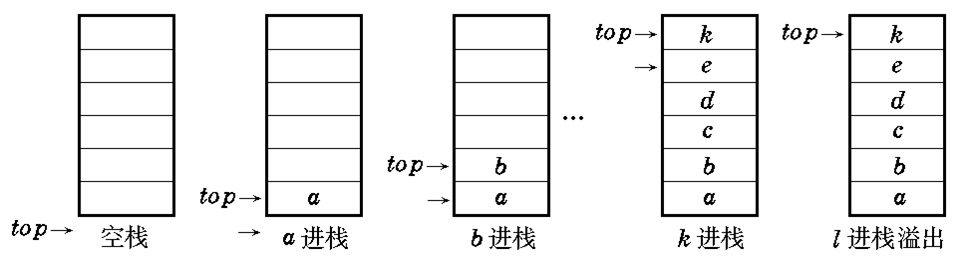 top→
空栈
top→ a
→
a 进栈
top→ b
→ a
b 进栈
…
top→ k
→ e
d
c
b
a
k 进栈
top→ k
e
d
c
b
a
l 进栈溢出